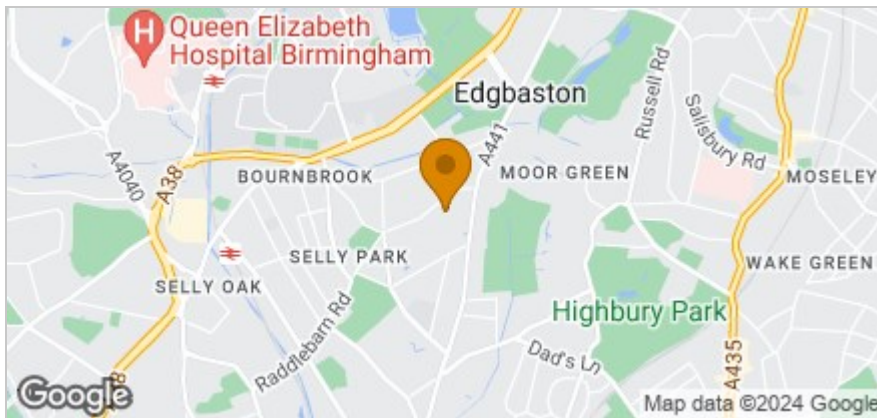 H
Queen Elizabeth
Hospital Birmingham
Edgbaston
Russell Rd
Salisbury Rd
A441
A4040
A38
BOURNBROOK
MOOR GREEN
MOSELEY
SELLY PARK
WAKE GREEN
SELLY OAK
Highbury Park
Raddlebarn Rd
Dad's Ln
A435
Google
Map data ©2024 Google